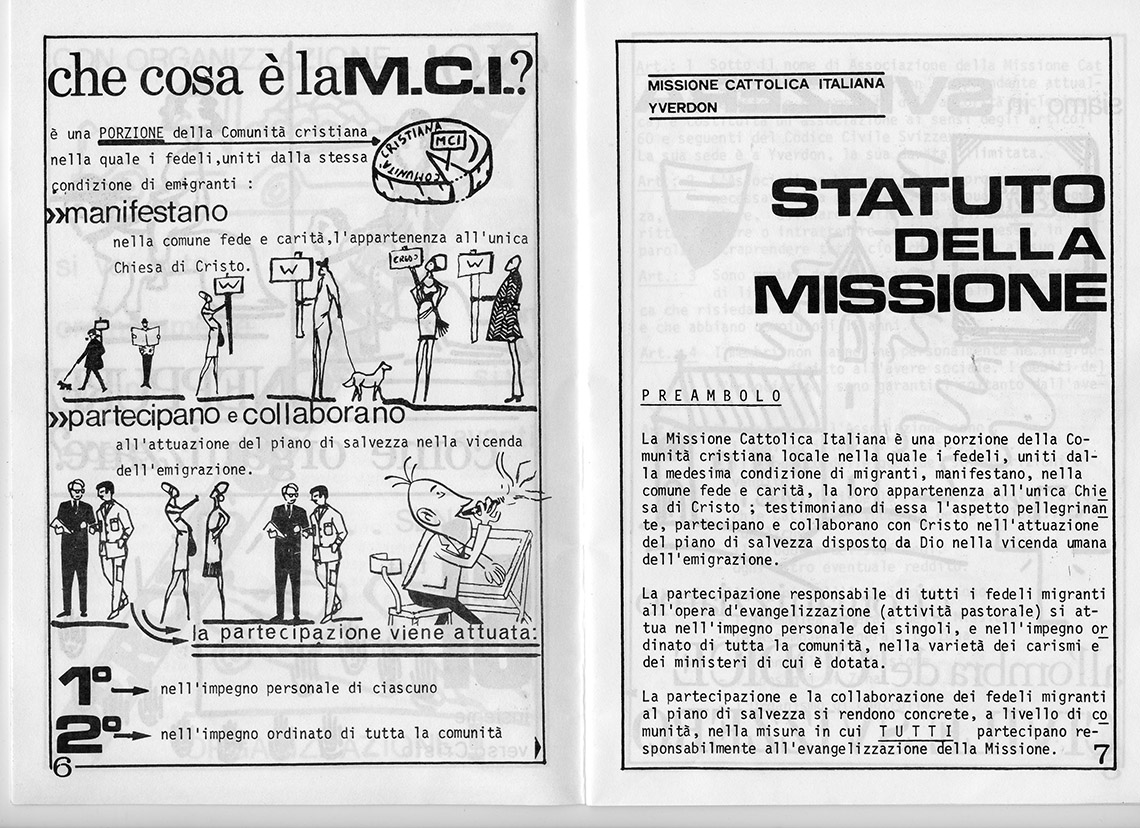 che cosa è la M.C.I.?
è una PORZIONE della Comunità cristiana
nella quale i fedeli,uniti dalla stessa
condizione di emigranti :
COMUNITA' CRISTIANA
MCI
»manifestano
nella comune fede e carità,l'appartenenza all'unica
Chiesa di Cristo.
W
W
W
»partecipano e collaborano
all'attuazione del piano di salvezza nella vicenda
dell'emigrazione.
la partecipazione viene attuata:
1° nell'impegno personale di ciascuno
2° nell'impegno ordinato di tutta la comunità
6
MISSIONE CATTOLICA ITALIANA
YVERDON
STATUTO
DELLA
MISSIONE
PREAMBOLO
La Missione Cattolica Italiana è una porzione della Co-
munità cristiana locale nella quale i fedeli, uniti dal-
la medesima condizione di migranti, manifestano, nella
comune fede e carità, la loro appartenenza all'unica Chie
sa di Cristo ; testimoniano di essa l'aspetto pellegrinan
te, partecipano e collaborano con Cristo nell'attuazione
del piano di salvezza disposto da Dio nella vicenda umana
dell'emigrazione.
La partecipazione responsabile di tutti i fedeli migranti
all'opera d'evangelizzazione (attività pastorale) si at-
tua nell'impegno personale dei singoli, e nell'impegno or
dinato di tutta la comunità, nella varietà dei carismi e
dei ministeri di cui è dotata.
La partecipazione e la collaborazione dei fedeli migranti
al piano di salvezza si rendono concrete, a livello di co
munità, nella misura in cui TUTTI partecipano re-
sponsabilmente all'evangelizzazione della Missione.
7